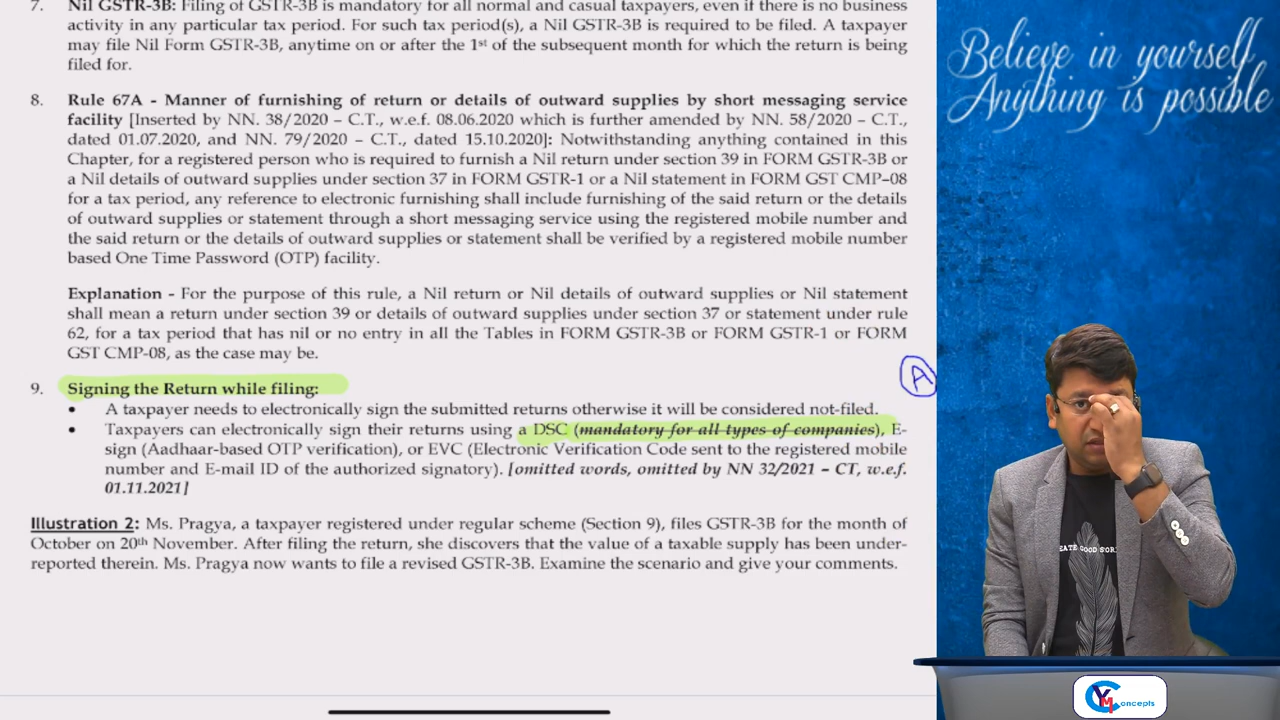 7. Nil GSTR-3B: Filing of GSTR-3B is mandatory for all normal and casual taxpayers, even if there is no business
activity in any particular tax period. For such tax period(s), a Nil GSTR-3B is required to be filed. A taxpayer
may file Nil Form GSTR-3B, anytime on or after the 1st of the subsequent month for which the return is being
filed for.
8. Rule 67A - Manner of furnishing of return or details of outward supplies by short messaging service
facility [Inserted by NN. 38/2020 – C.T., w.e.f. 08.06.2020 which is further amended by NN. 58/2020 – C.T.,
dated 01.07.2020, and NN. 79/2020 – C.T., dated 15.10.2020]: Notwithstanding anything contained in this
Chapter, for a registered person who is required to furnish a Nil return under section 39 in FORM GSTR-3B or
a Nil details of outward supplies under section 37 in FORM GSTR-1 or a Nil statement in FORM GST CMP–08
for a tax period, any reference to electronic furnishing shall include furnishing of the said return or the details
of outward supplies or statement through a short messaging service using the registered mobile number and
the said return or the details of outward supplies or statement shall be verified by a registered mobile number
based One Time Password (OTP) facility.
Explanation - For the purpose of this rule, a Nil return or Nil details of outward supplies or Nil statement
shall mean a return under section 39 or details of outward supplies under section 37 or statement under rule
62, for a tax period that has nil or no entry in all the Tables in FORM GSTR-3B or FORM GSTR-1 or FORM
GST CMP-08, as the case may be.
A
9. Signing the Return while filing:
• A taxpayer needs to electronically sign the submitted returns otherwise it will be considered not-filed.
• Taxpayers can electronically sign their returns using a DSC (mandatory for all types of companies), E-
sign (Aadhaar-based OTP verification), or EVC (Electronic Verification Code sent to the registered mobile
number and E-mail ID of the authorized signatory). [omitted words, omitted by NN 32/2021 – CT, w.e.f.
01.11.2021]
Illustration 2: Ms. Pragya, a taxpayer registered under regular scheme (Section 9), files GSTR-3B for the month of
October on 20th November. After filing the return, she discovers that the value of a taxable supply has been under-
reported therein. Ms. Pragya now wants to file a revised GSTR-3B. Examine the scenario and give your comments.
Believe in yourself
Anything is possible
GOOD
YM Concepts